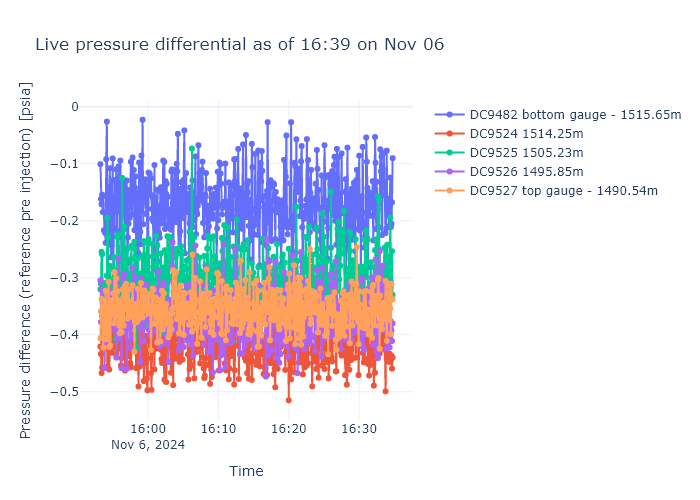 Live pressure differential as of 16:39 on Nov 06
Pressure difference (reference pre injection) [psia]
0
−0.1
−0.2
−0.3
−0.4
−0.5
16:00
Nov 6, 2024
16:10
16:20
16:30
Time
DC9482 bottom gauge - 1515.65m
DC9524 1514.25m
DC9525 1505.23m
DC9526 1495.85m
DC9527 top gauge - 1490.54m